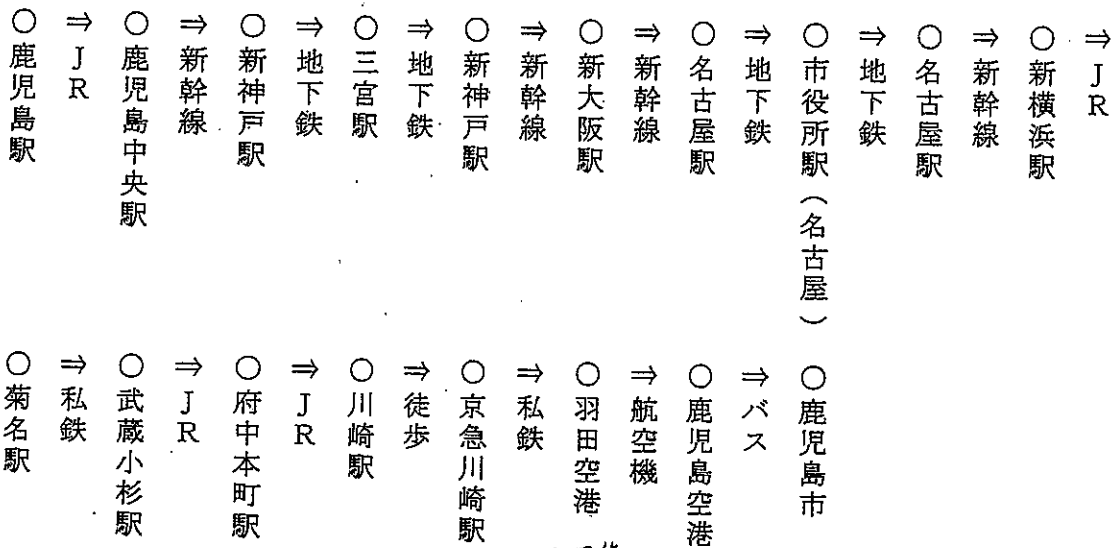 ○鹿児島駅
⇒JR
○鹿児島中央駅
⇒新幹線
○新神戸駅
⇒地下鉄
○三宮駅
⇒地下鉄
○新神戸駅
⇒新幹線
○新大阪駅
⇒新幹線
○名古屋駅
⇒地下鉄
○市役所駅(名古屋)
⇒地下鉄
○名古屋駅
⇒新幹線
○新横浜駅
⇒JR
○菊名駅
⇒私鉄
○武蔵小杉駅
⇒JR
○府中本町駅
⇒JR
○川崎駅
⇒徒歩
○京急川崎駅
⇒私鉄
○羽田空港
⇒航空機
○鹿児島空港
⇒バス
○鹿児島市